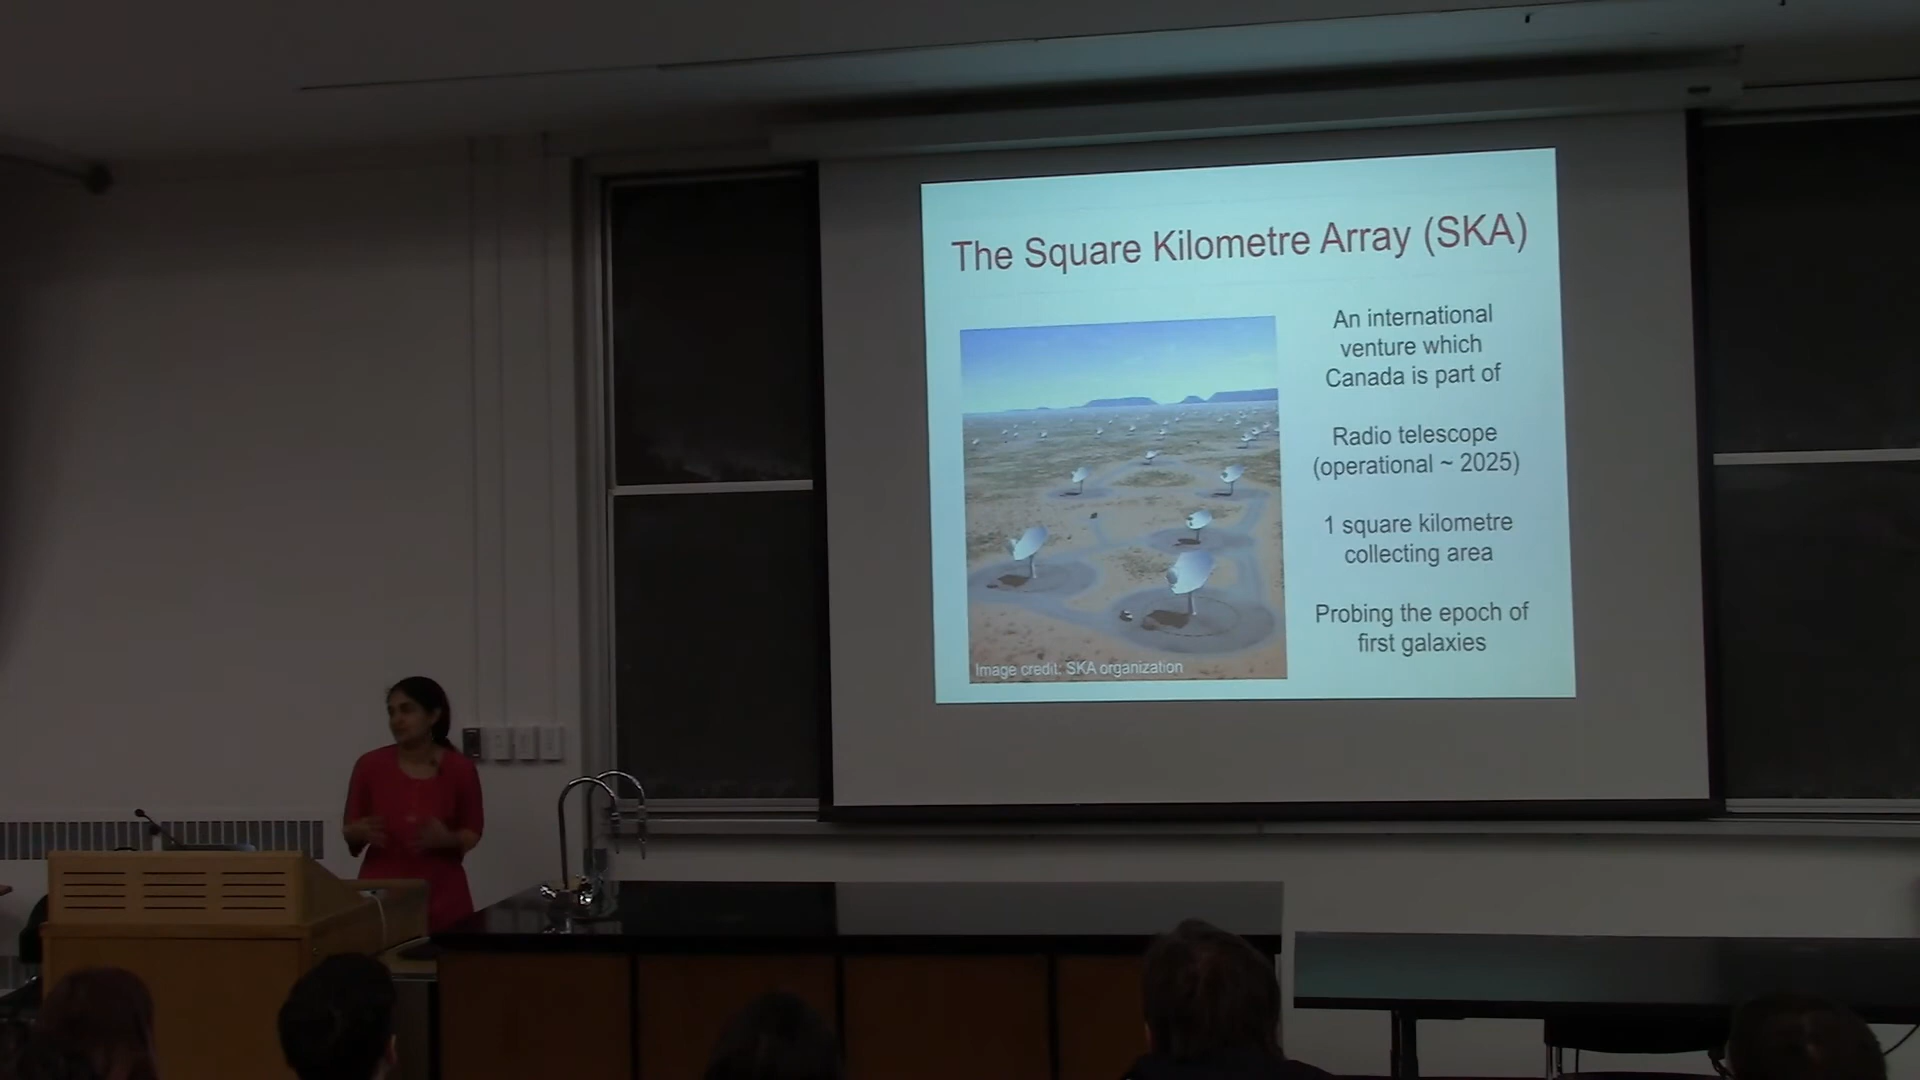 The Square Kilometre Array (SKA)
An international
venture which
Canada is part of
Radio telescope
(operational ~ 2025)
1 square kilometre
collecting area
Probing the epoch of
first galaxies
Image credit: SKA organization